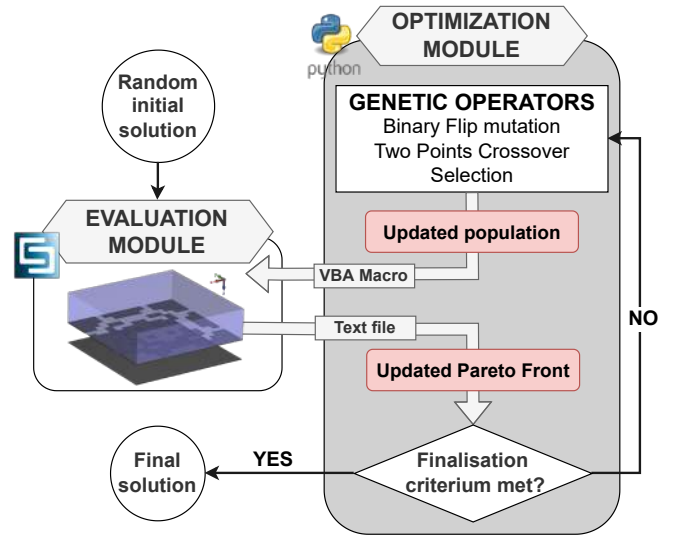 OPTIMIZATION
MODULE
python
GENETIC OPERATORS
Binary Flip mutation
Two Points Crossover
Selection
Random
initial
solution
EVALUATION
MODULE
Updated population
VBA Macro
Text file
NO
Updated Pareto Front
Finalisation
criterium met?
YES
Final
solution